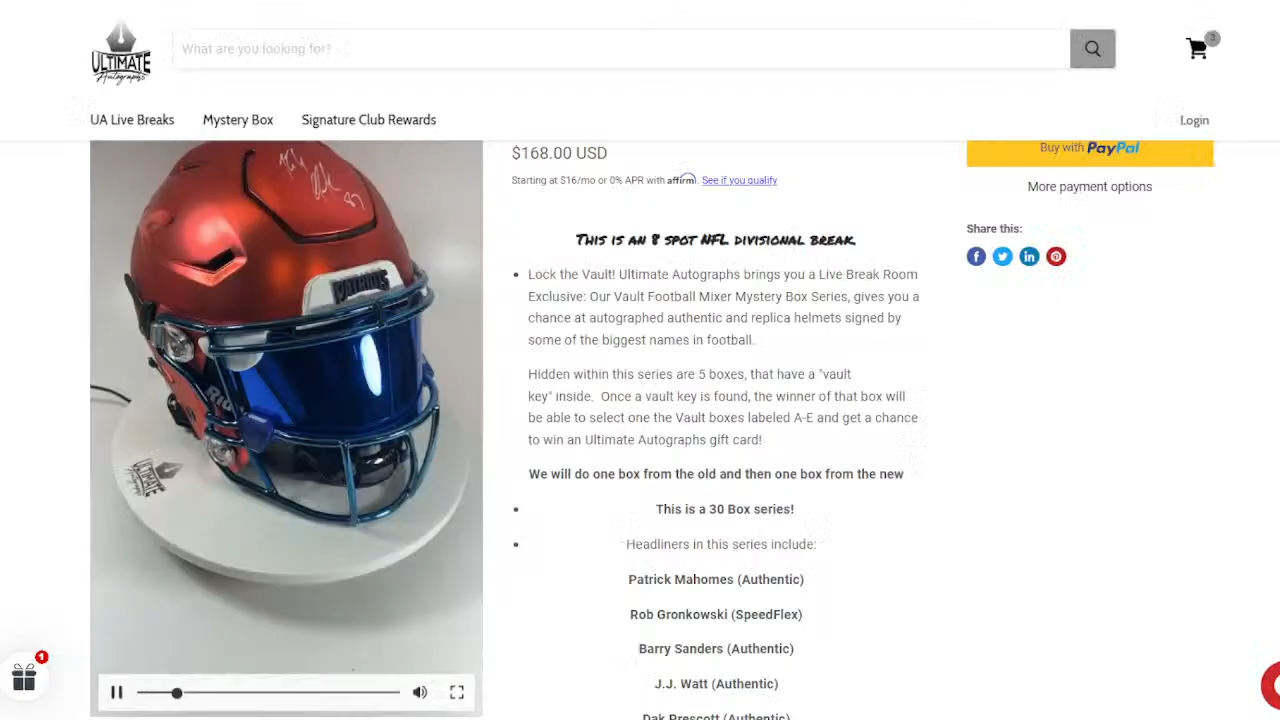 ULTIMATE
Autographs
What are you looking for?
3
UA Live Breaks
Mystery Box
Signature Club Rewards
Login
87
PATRIOTS
ULTIMATE
$168.00 USD
Starting at $16/mo or 0% APR with affirm. See if you qualify
THIS IS AN 8 SPOT NFL DIVISIONAL BREAK.
Lock the Vault! Ultimate Autographs brings you a Live Break Room
Exclusive: Our Vault Football Mixer Mystery Box Series, gives you a
chance at autographed authentic and replica helmets signed by
some of the biggest names in football.
Hidden within this series are 5 boxes, that have a "vault
key" inside. Once a vault key is found, the winner of that box will
be able to select one the Vault boxes labeled A-E and get a chance
to win an Ultimate Autographs gift card!
We will do one box from the old and then one box from the new
This is a 30 Box series!
Headliners in this series include:
Patrick Mahomes (Authentic)
Rob Gronkowski (SpeedFlex)
Barry Sanders (Authentic)
J.J. Watt (Authentic)
Dak Prescott (Authentic)
Buy with PayPal
More payment options
Share this:
1